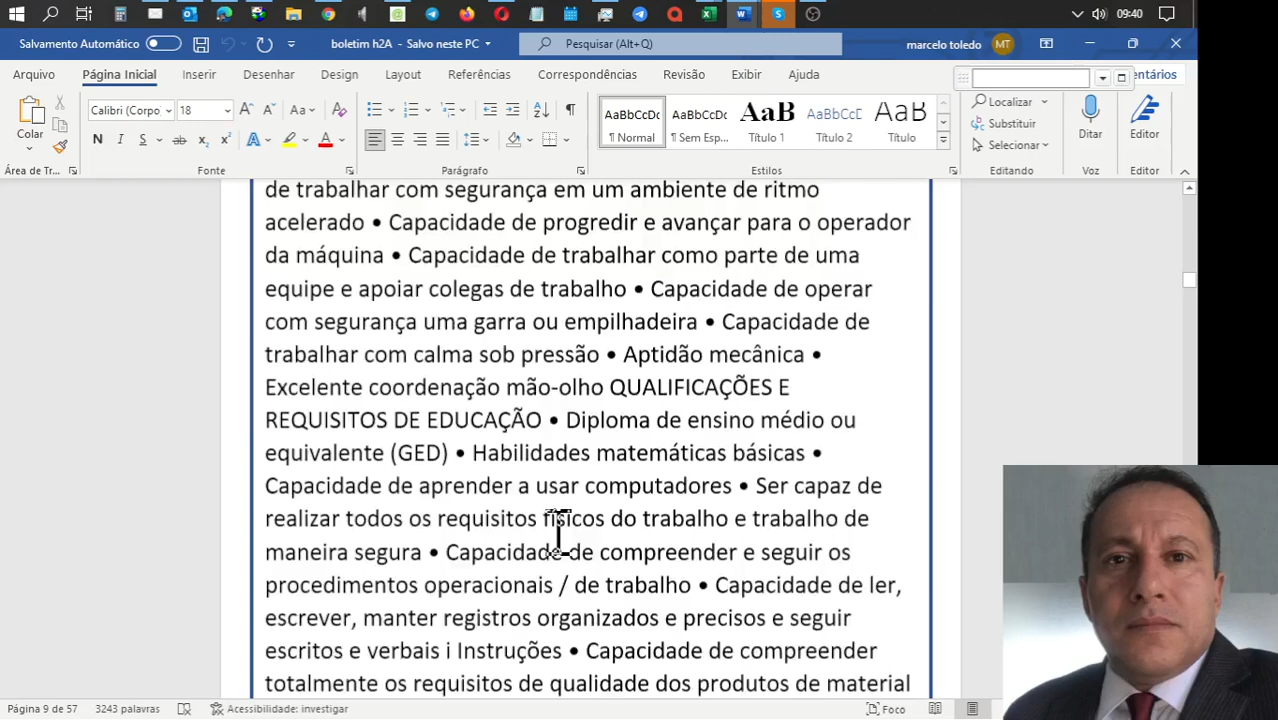 09:40
Salvamento Automático
boletim h2A - Salvo neste PC
Pesquisar (Alt+Q)
marcelo toledo
MT
Arquivo
Página Inicial
Inserir
Desenhar
Design
Layout
Referências
Correspondências
Revisão
Exibir
Ajuda
entários
Colar
Calibri (Corpo
18
Aa
N I S ab x₂ x²
AaBbCcDc
¶ Normal
AaBbCcDc
¶ Sem Esp...
AaB
Título 1
AaBbCcD
Título 2
AaB
Título
Localizar
Substituir
Selecionar
Ditar
Editor
Área de Tr...
Fonte
Parágrafo
Estilos
Editando
Voz
Editor
de trabalhar com segurança em um ambiente de ritmo
acelerado • Capacidade de progredir e avançar para o operador
da máquina • Capacidade de trabalhar como parte de uma
equipe e apoiar colegas de trabalho • Capacidade de operar
com segurança uma garra ou empilhadeira • Capacidade de
trabalhar com calma sob pressão • Aptidão mecânica •
Excelente coordenação mão-olho QUALIFICAÇÕES E
REQUISITOS DE EDUCAÇÃO • Diploma de ensino médio ou
equivalente (GED) • Habilidades matemáticas básicas •
Capacidade de aprender a usar computadores • Ser capaz de
realizar todos os requisitos físicos do trabalho e trabalho de
maneira segura • Capacidade de compreender e seguir os
procedimentos operacionais / de trabalho • Capacidade de ler,
escrever, manter registros organizados e precisos e seguir
escritos e verbais i Instruções • Capacidade de compreender
totalmente os requisitos de qualidade dos produtos de material
Página 9 de 57
3243 palavras
Acessibilidade: investigar
Foco